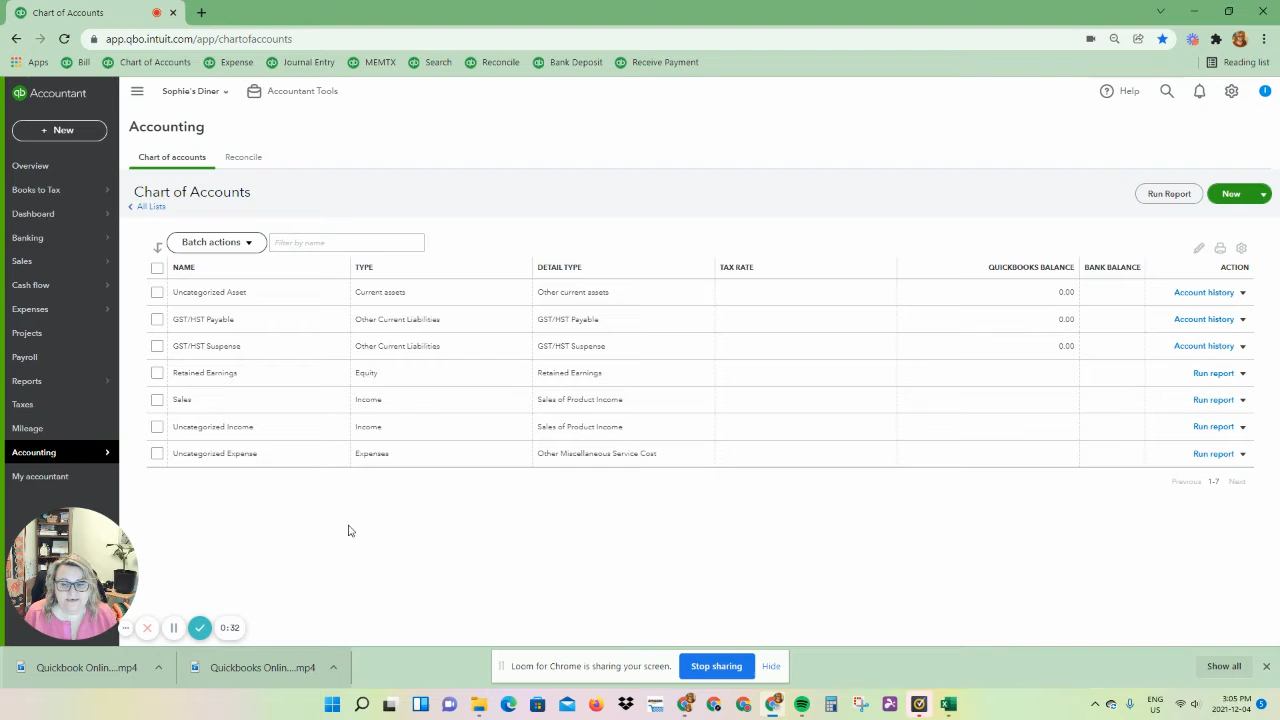 Chart of Accounts
app.qbo.intuit.com/app/chartofaccounts
Apps Bill Chart of Accounts Expense Journal Entry MEMTX Search Reconcile Bank Deposit Receive Payment Reading list
qb Accountant Sophie's Diner Accountant Tools Help
+ New
Accounting
Chart of accounts Reconcile
Overview
Books to Tax
Dashboard
Banking
Sales
Cash flow
Expenses
Projects
Payroll
Reports
Taxes
Mileage
Accounting
My accountant
Chart of Accounts Run Report New
All Lists
Batch actions Filter by name
NAME TYPE DETAIL TYPE TAX RATE QUICKBOOKS BALANCE BANK BALANCE ACTION
Uncategorized Asset Current assets Other current assets 0.00 Account history
GST/HST Payable Other Current Liabilities GST/HST Payable 0.00 Account history
GST/HST Suspense Other Current Liabilities GST/HST Suspense 0.00 Account history
Retained Earnings Equity Retained Earnings Run report
Sales Income Sales of Product Income Run report
Uncategorized Income Income Sales of Product Income Run report
Uncategorized Expense Expenses Other Miscellaneous Service Cost Run report
Previous 1-7 Next
0:32
Quickbook Onlin....mp4 Quickbooks Onlin....mp4 Loom for Chrome is sharing your screen. Stop sharing Hide Show all
ENG US 3:05 PM 2021-12-04 5